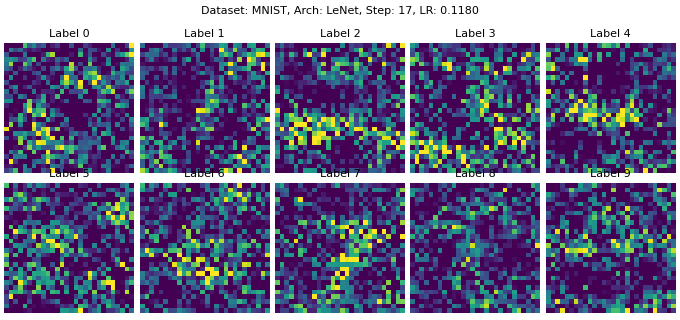 Dataset: MNIST, Arch: LeNet, Step: 17, LR: 0.1180
Label 0 Label 1 Label 2 Label 3 Label 4
Label 5 Label 6 Label 7 Label 8 Label 9